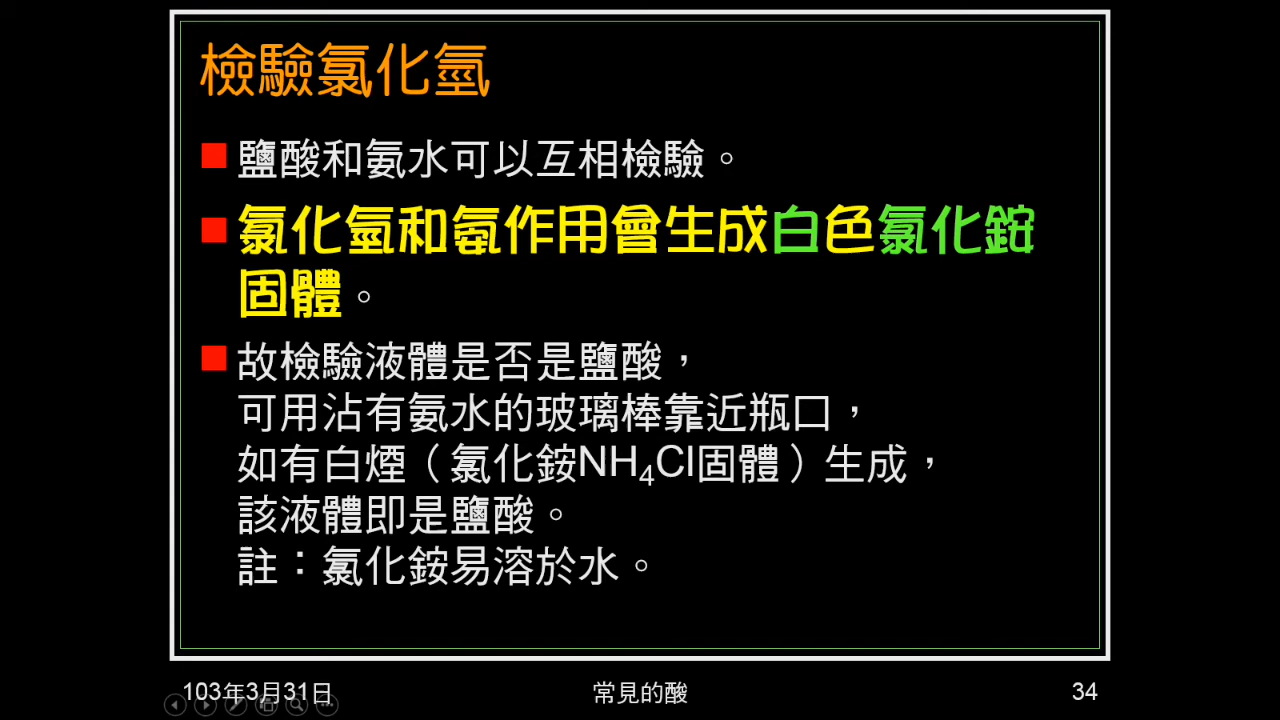 檢驗氯化氫
鹽酸和氨水可以互相檢驗。
氯化氫和氨作用會生成白色氯化銨
固體。
故檢驗液體是否是鹽酸，
可用沾有氨水的玻璃棒靠近瓶口，
如有白煙（氯化銨NH₄Cl固體）生成，
該液體即是鹽酸。
註：氯化銨易溶於水。
103年3月31日
常見的酸
34